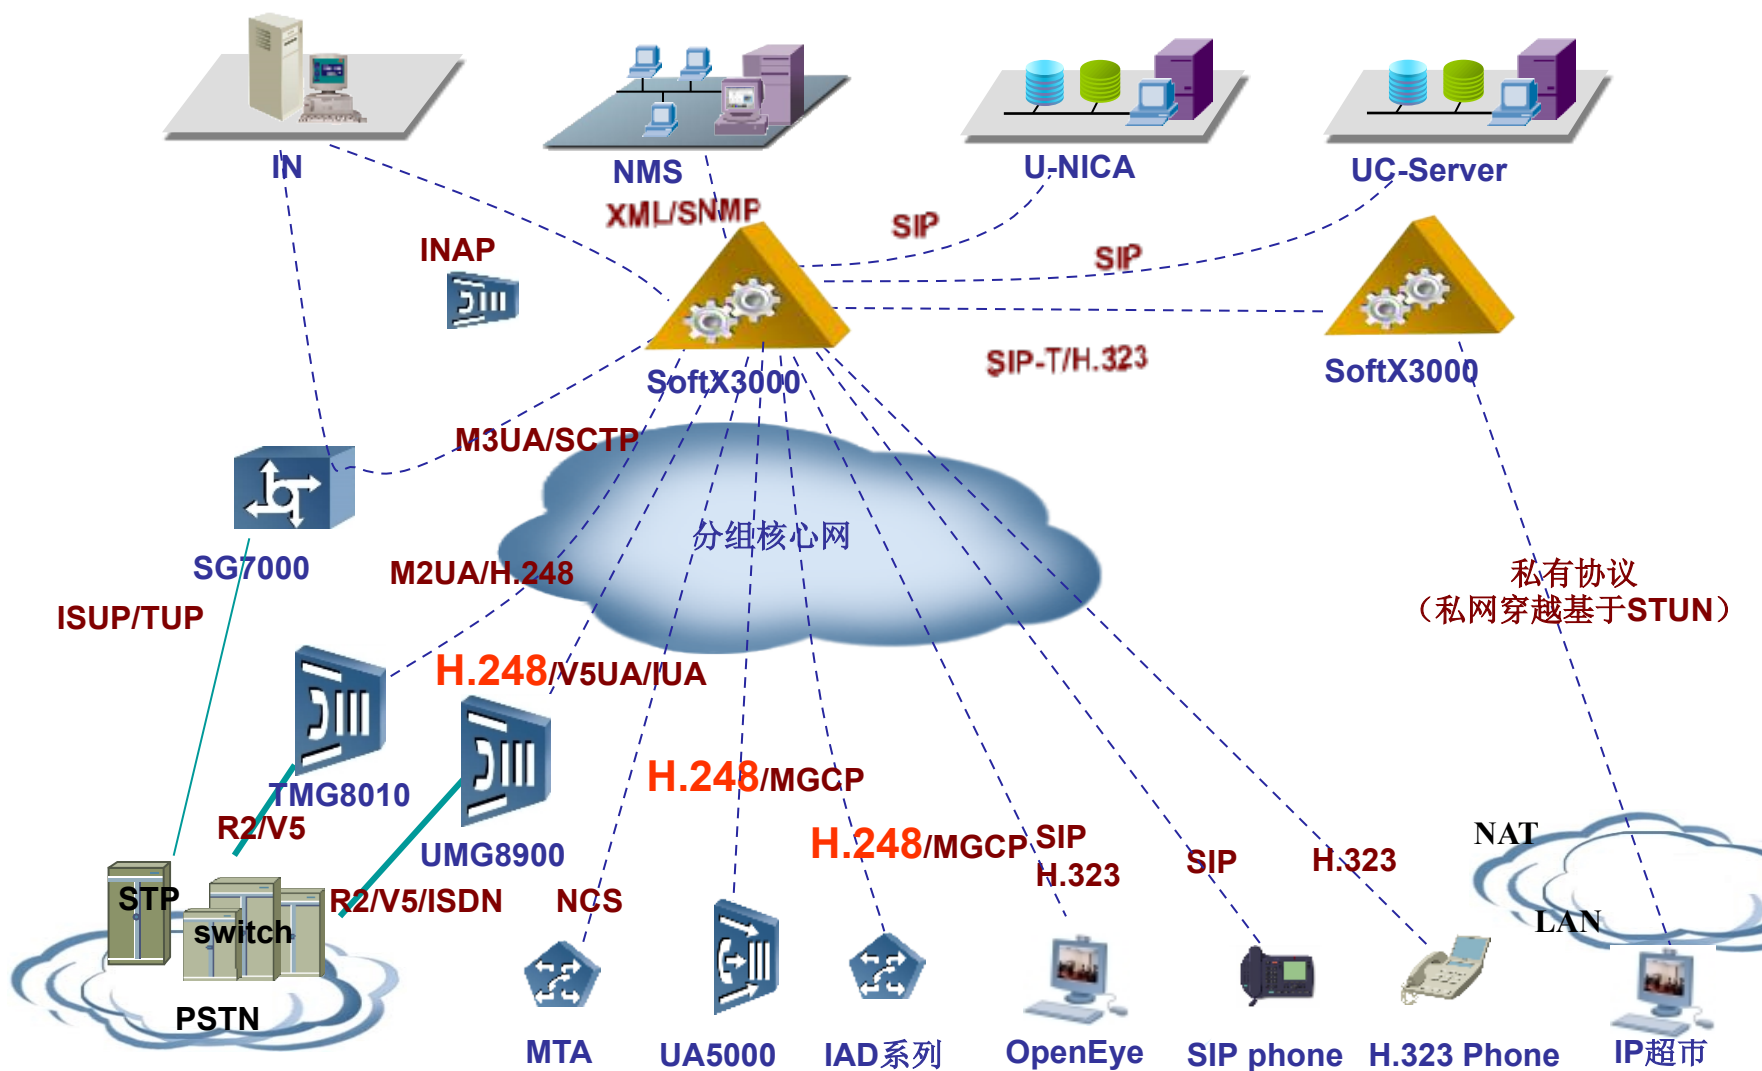 IN
NMS
U-NICA
UC-Server
XML/SNMP
SIP
INAP
SIP
SIP-T/H.323
SoftX3000
SoftX3000
M3UA/SCTP
分组核心网
SG7000
M2UA/H.248
私有协议
（私网穿越基于STUN）
ISUP/TUP
H.248/V5UA/IUA
TMG8010
H.248/MGCP
R2/V5
UMG8900
H.248/MGCP
SIP
H.323
SIP
H.323
NAT
STP
R2/V5/ISDN
NCS
switch
LAN
PSTN
MTA
UA5000
IAD系列
OpenEye
SIP phone
H.323 Phone
IP超市